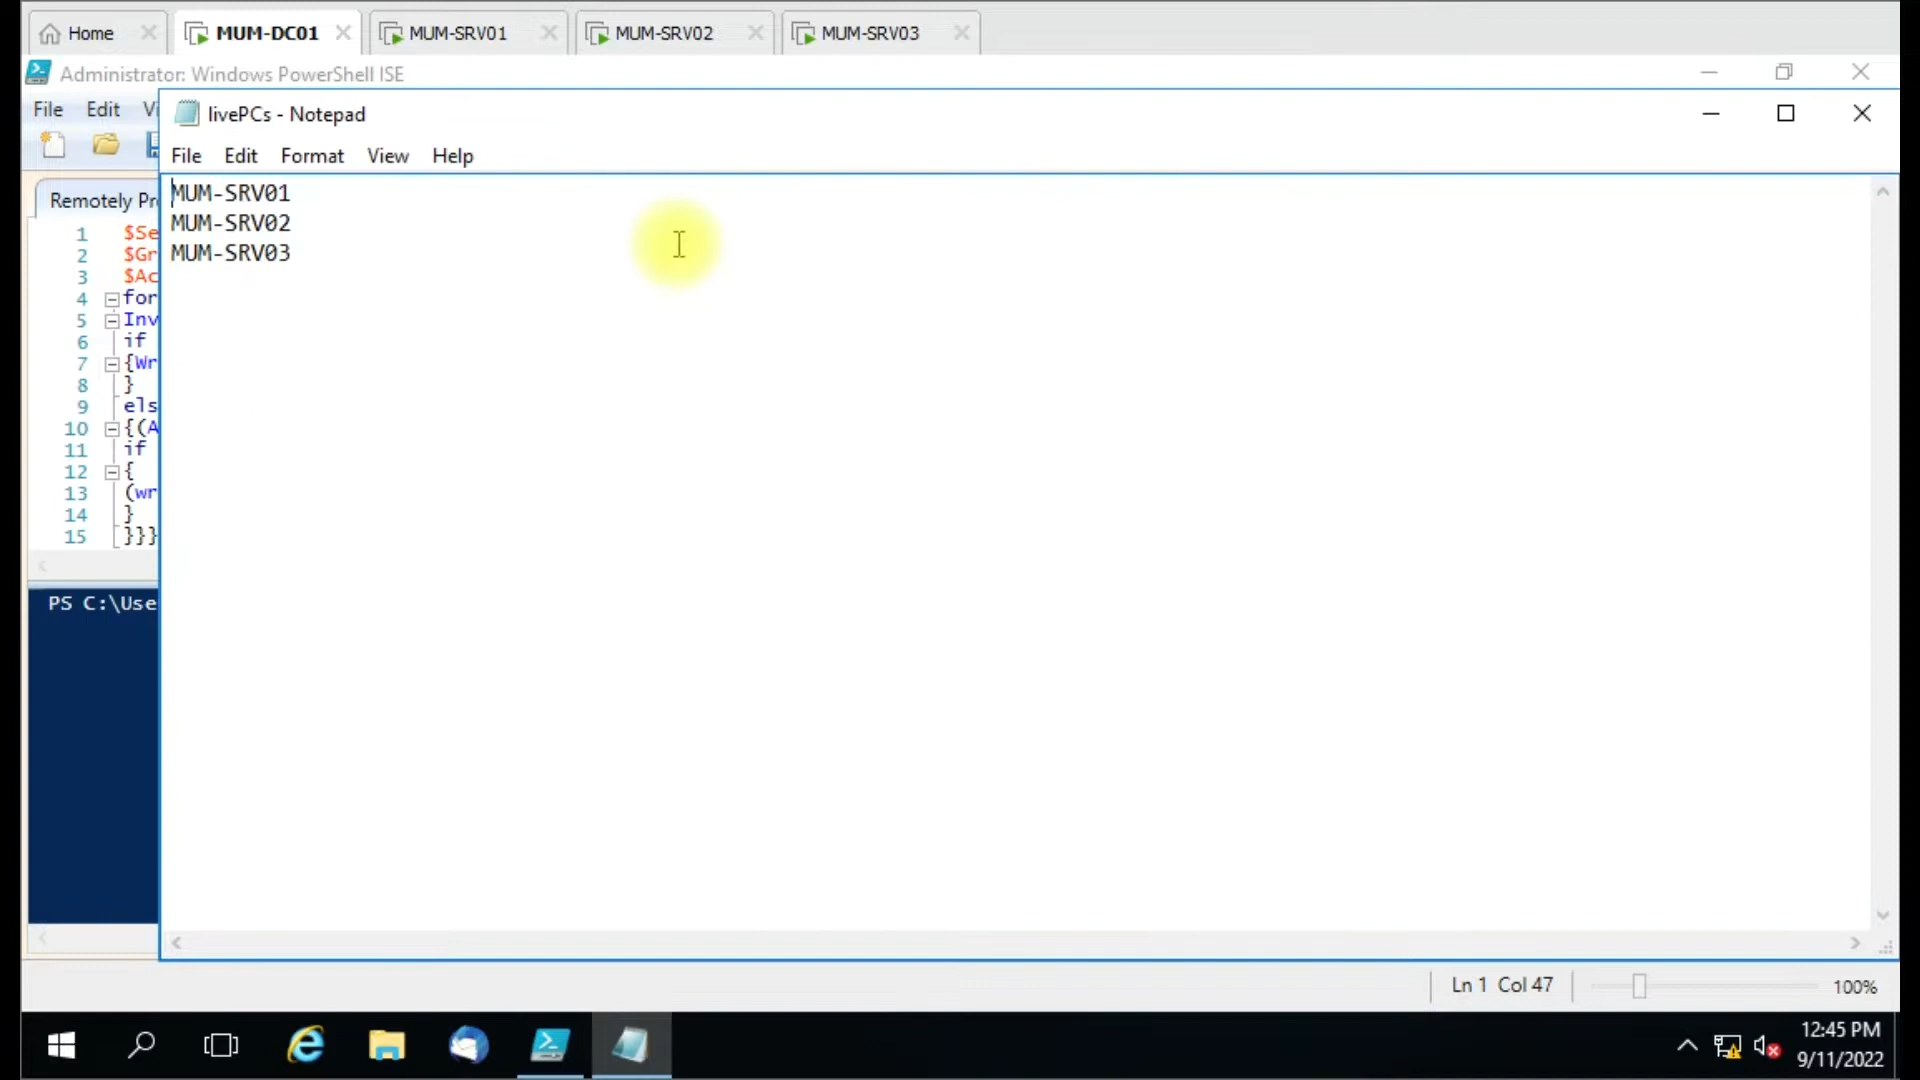 Home MUM-DC01 MUM-SRV01 MUM-SRV02 MUM-SRV03
Administrator: Windows PowerShell ISE
File Edit
livePCs - Notepad
File Edit Format View Help
Remotely
MUM-SRV01
MUM-SRV02
MUM-SRV03
1 $Se
2 $Gr
3 $Ac
4 for
5 Inv
6 if
7 {Wr
8 }
9 els
10 {(A
11 if
12 {
13 (wr
14 }
15 }}}
PS C:\Use
Ln 1 Col 47 100%
12:45 PM
9/11/2022